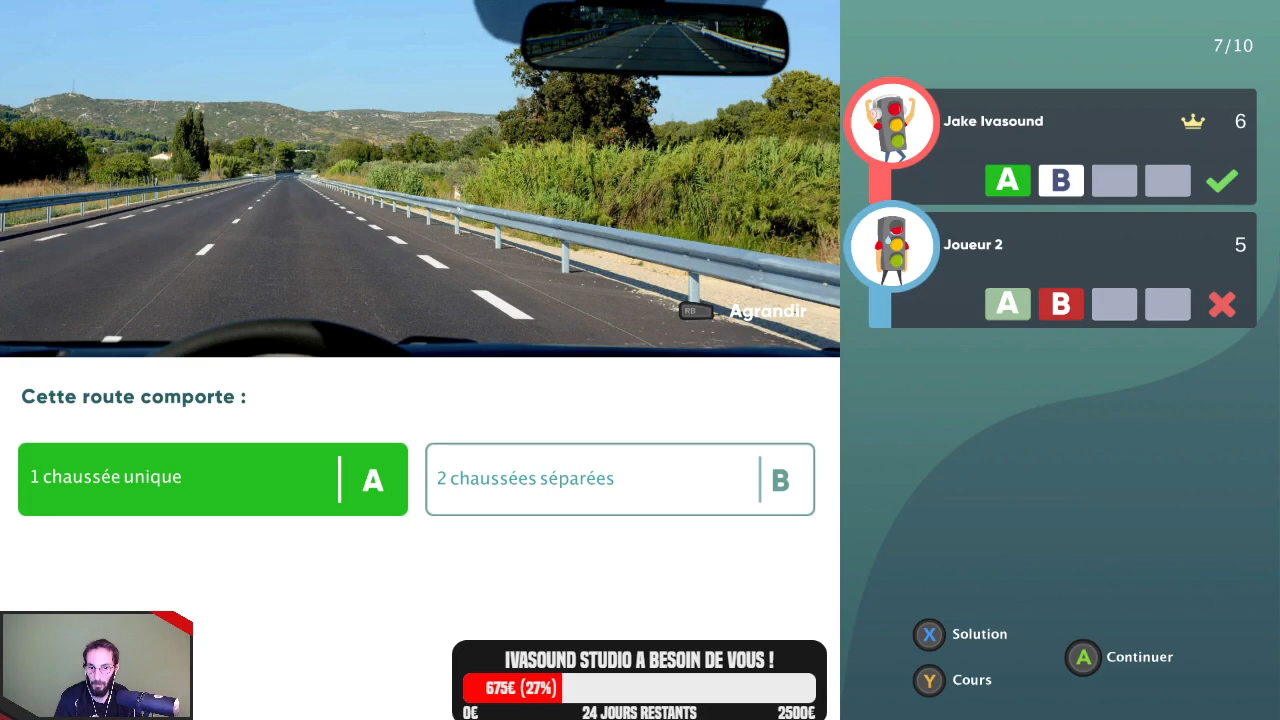 7/10
Jake Ivasound 6
A B
Joueur 2 5
A B
RB Agrandir
Cette route comporte :
1 chaussée unique A
2 chaussées séparées B
IVASOUND STUDIO A BESOIN DE VOUS !
675€ (27%)
0€ 24 JOURS RESTANTS 2500€
X Solution
A Continuer
Y Cours